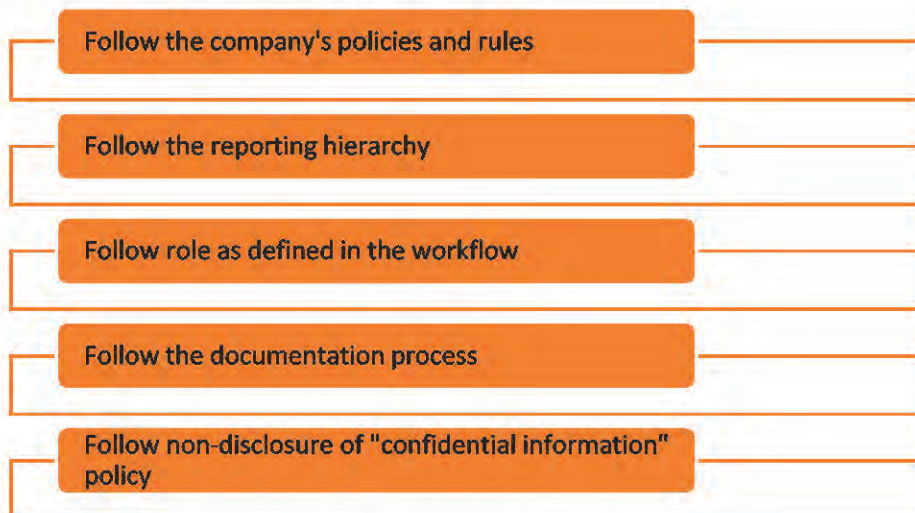 Follow the company's policies and rules
Follow the reporting hierarchy
Follow role as defined in the workflow
Follow the documentation process
Follow non-disclosure of "confidential information"
policy